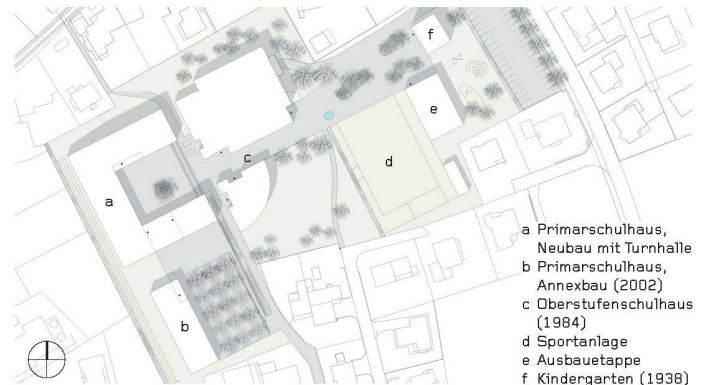 f
e
d
c
a
b
a Primarschulhaus,
Neubau mit Turnhalle
b Primarschulhaus,
Annexbau (2002)
c Oberstufenschulhaus
(1984)
d Sportanlage
e Ausbauetappe
f Kindergarten (1938)